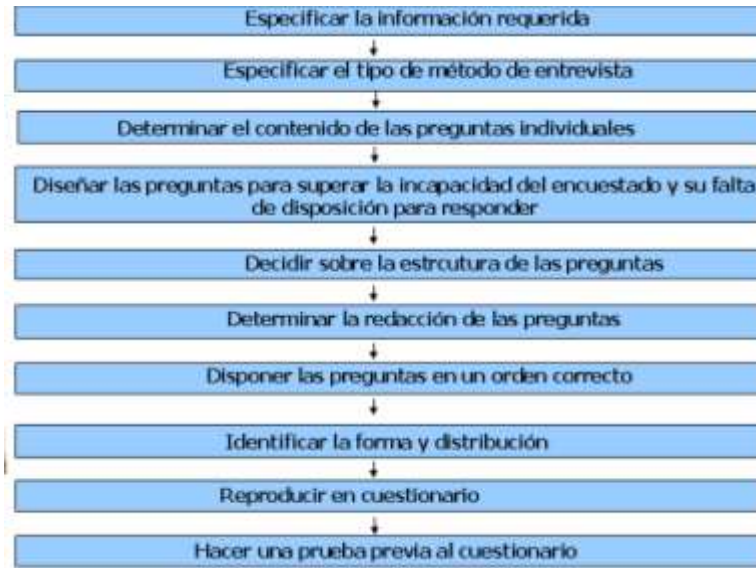 Especificar la información requerida
Especificar el tipo de método de entrevista
Determinar el contenido de las preguntas individuales
Diseñar las preguntas para superar la incapacidad del encuestado y su falta
de disposición para responder
Decidir sobre la estrcutura de las preguntas
Determinar la redacción de las preguntas
Disponer las preguntas en un orden correcto
Identificar la forma y distribución
Reproducir en cuestionario
Hacer una prueba previa al cuestionario